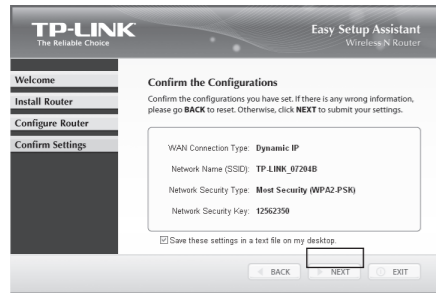 TP-LINK
The Reliable Choice
Easy Setup Assistant
Wireless N Router
Welcome
Install Router
Configure Router
Confirm Settings
Confirm the Configurations
Confirm the configurations you have set. If there is any wrong information,
please go BACK to reset. Otherwise, click NEXT to submit your settings.
WAN Connection Type: Dynamic IP
Network Name (SSID): TP-LINK_07204B
Network Security Type: Most Security (WPA2-PSK)
Network Security Key: 12562350
Save these settings in a text file on my desktop.
BACK NEXT EXIT